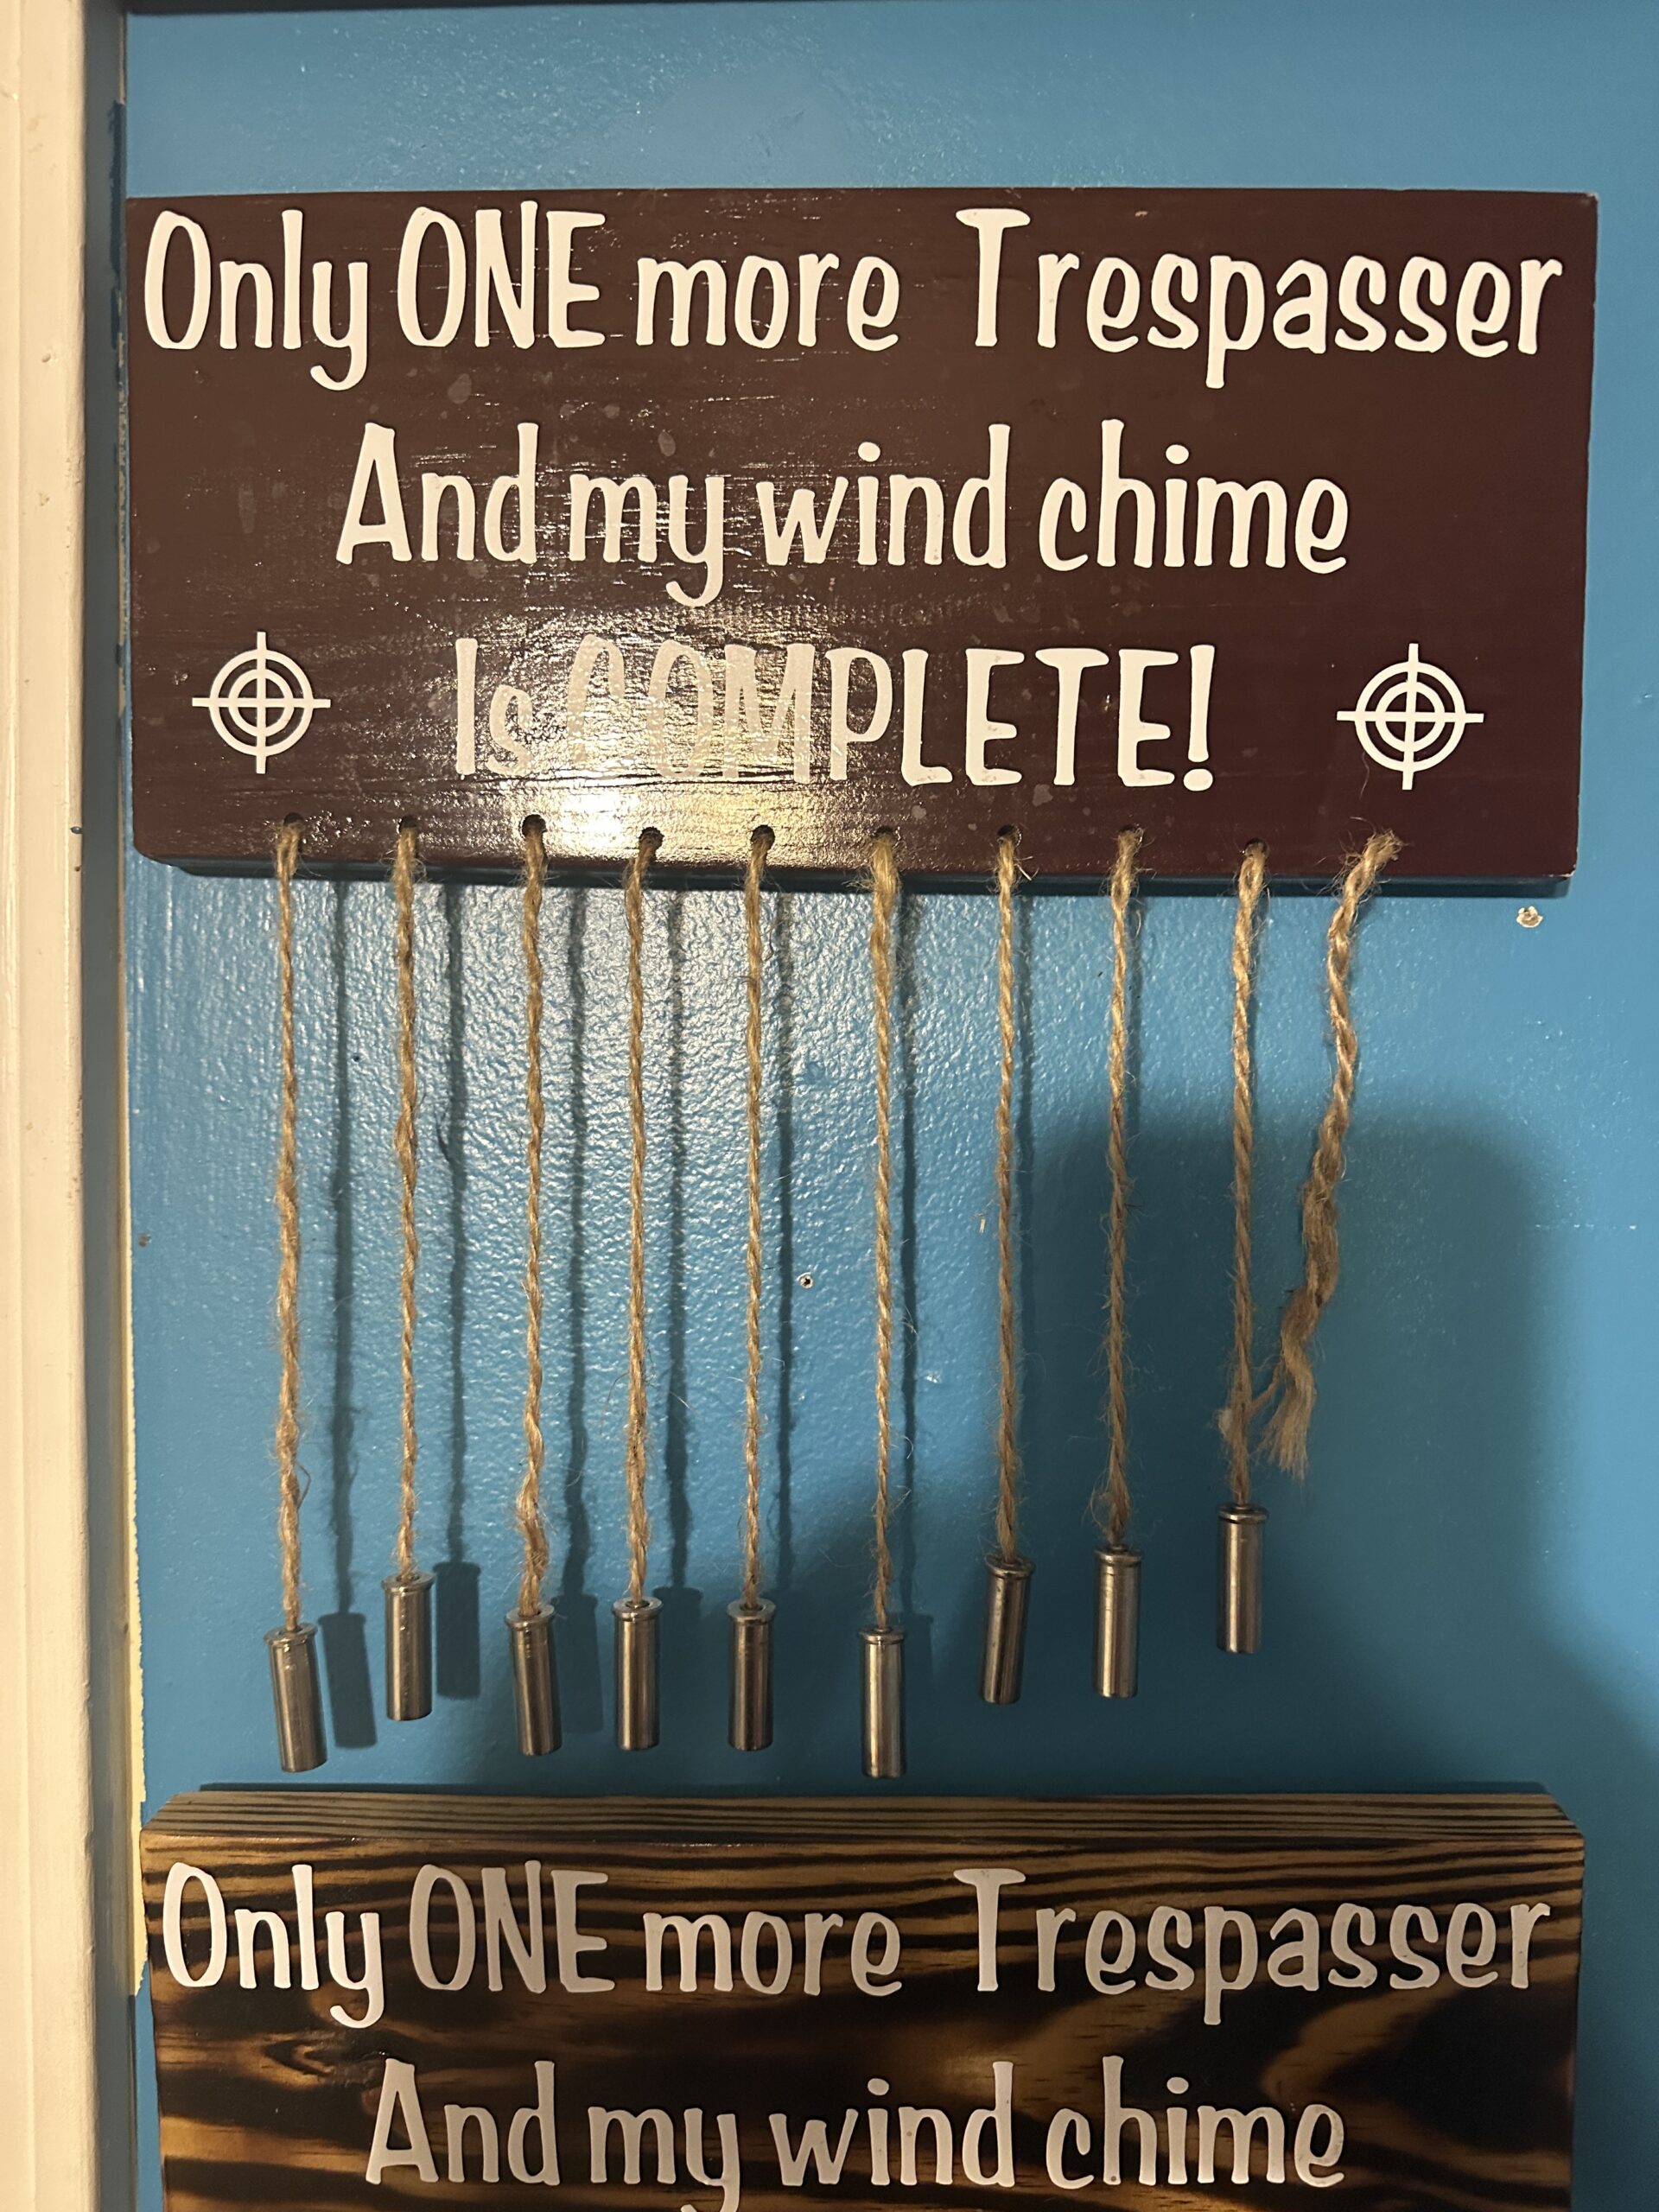 Only ONE more Trespasser
And my wind chime
Is COMPLETE!
Only ONE more Trespasser
And my wind chime